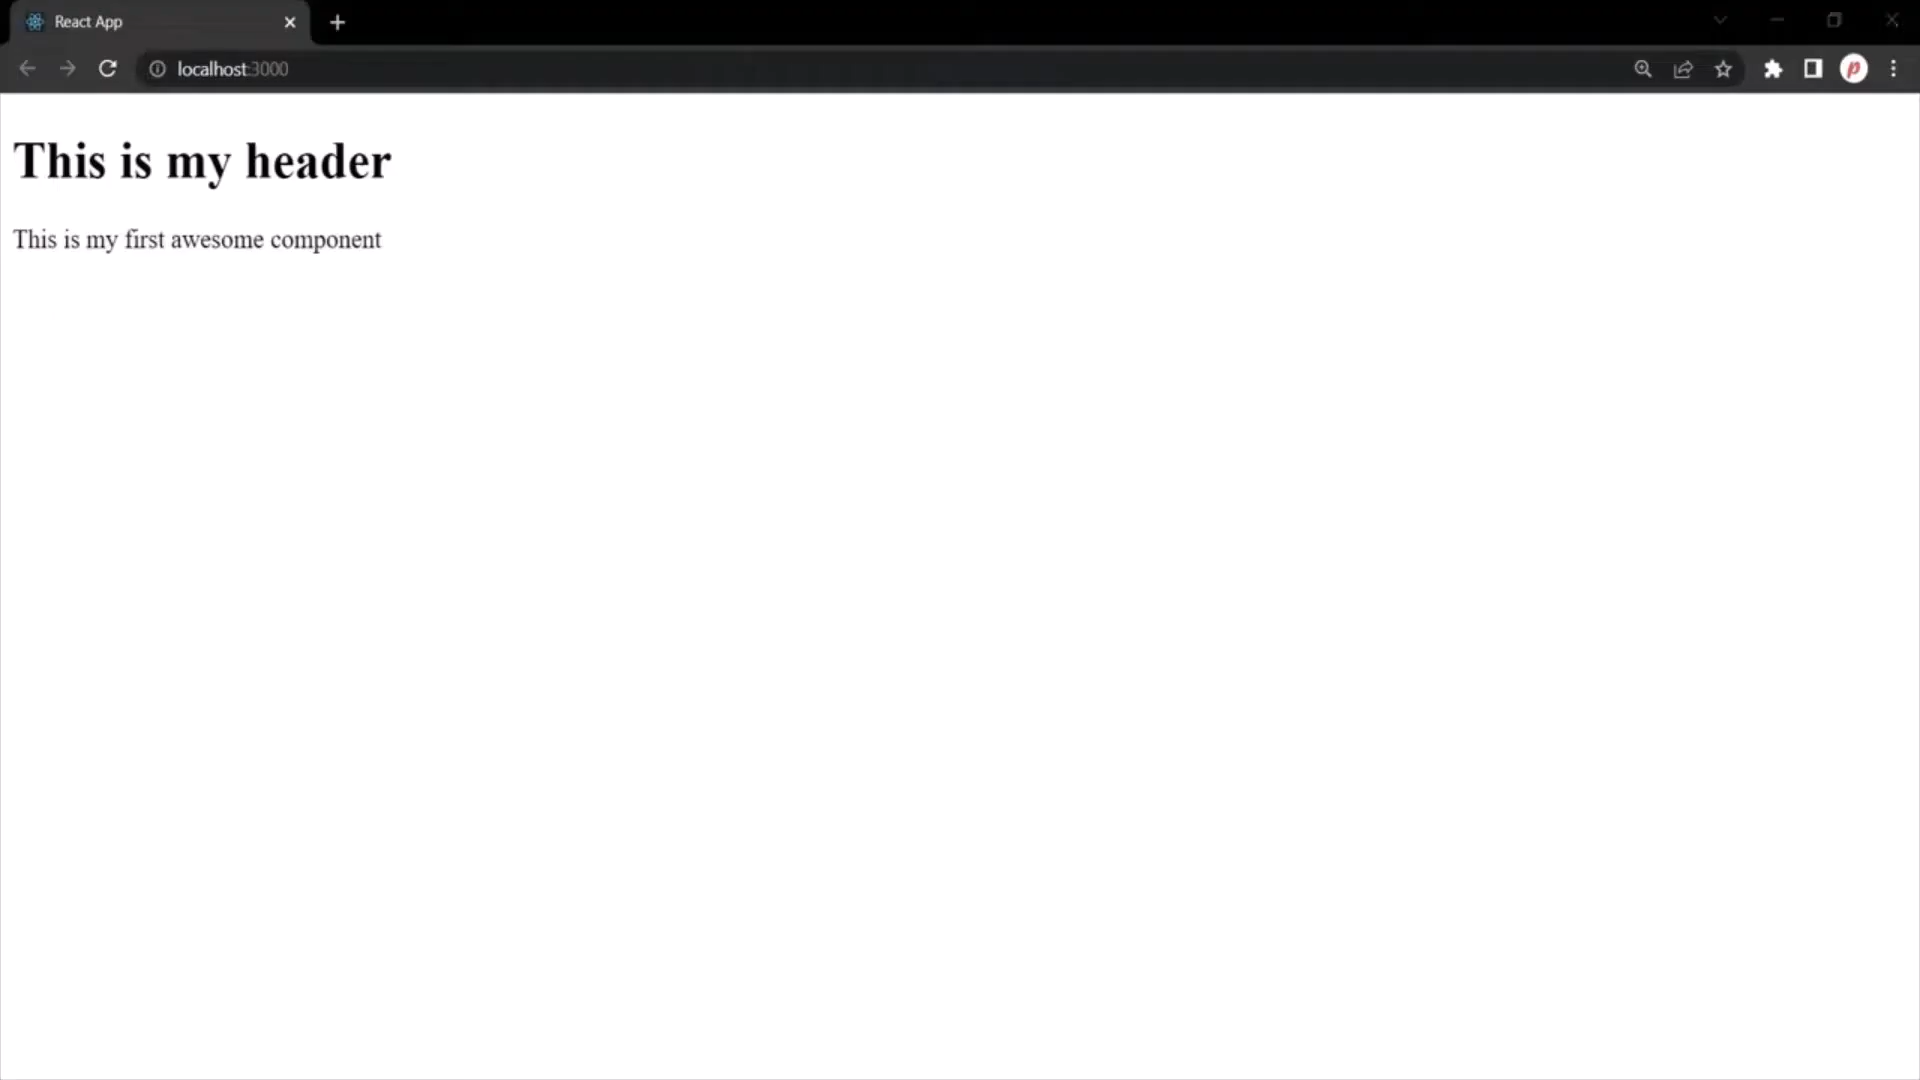 React App
localhost:3000
This is my header
This is my first awesome component